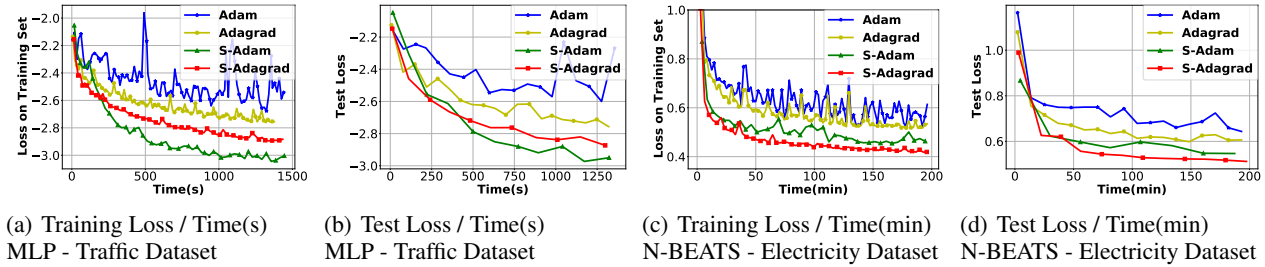 Loss on Training Set
−2.0
−2.2
−2.4
−2.6
−2.8
−3.0
0
500
1000
1500
Time(s)
Adam
Adagrad
S-Adam
S-Adagrad
Test Loss
−2.2
−2.4
−2.6
−2.8
−3.0
0
250
500
750
1000
1250
Time(s)
Adam
Adagrad
S-Adam
S-Adagrad
Loss on Training Set
1.0
0.8
0.6
0.4
0
50
100
150
200
Time(min)
Adam
Adagrad
S-Adam
S-Adagrad
Test Loss
1.0
0.8
0.6
0
50
100
150
200
Time(min)
Adam
Adagrad
S-Adam
S-Adagrad
(a) Training Loss / Time(s)
MLP - Traffic Dataset
(b) Test Loss / Time(s)
MLP - Traffic Dataset
(c) Training Loss / Time(min)
N-BEATS - Electricity Dataset
(d) Test Loss / Time(min)
N-BEATS - Electricity Dataset